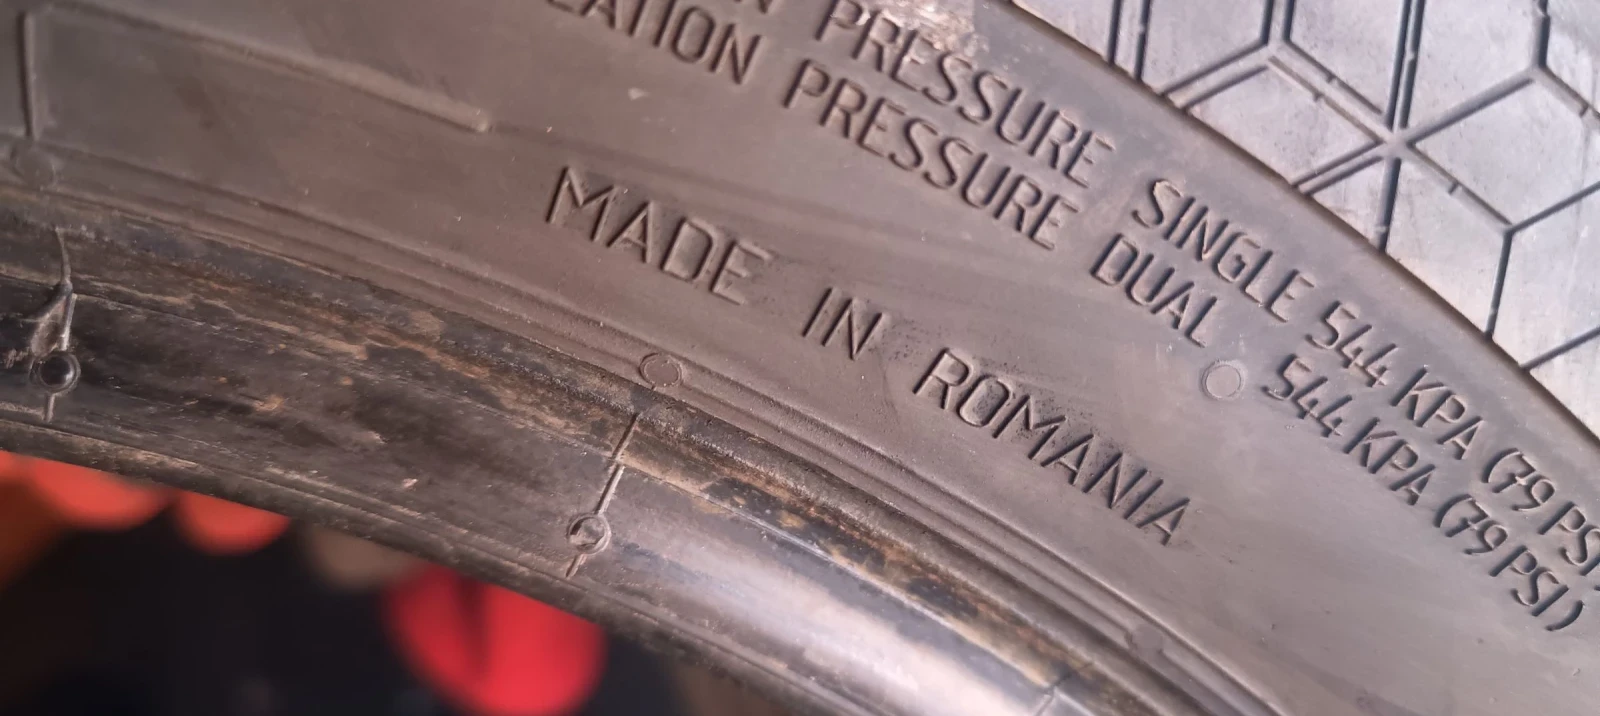 PRESSURE SINGLE 544 KPA (79 PSI)
PRESSURE DUAL 544 KPA (79 PSI)
MADE IN ROMANIA